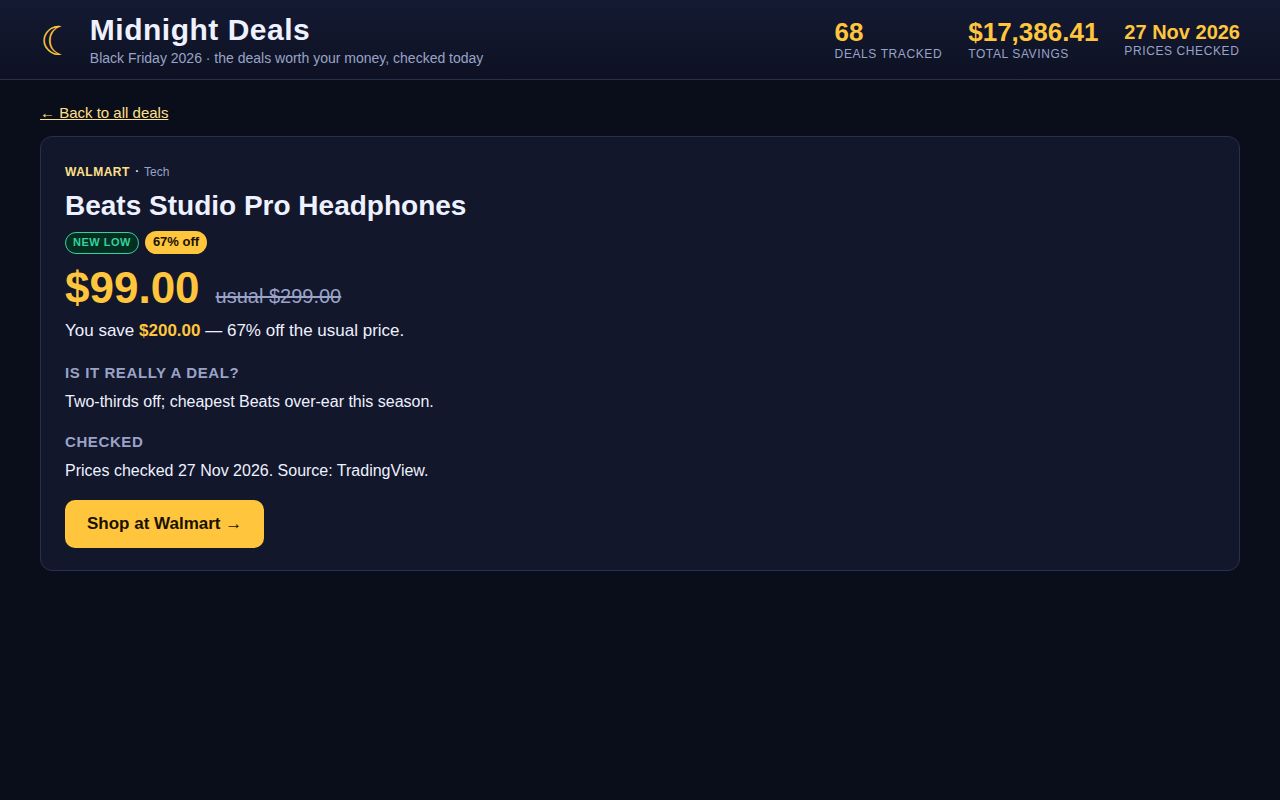 Midnight Deals
Black Friday 2026 · the deals worth your money, checked today
68
DEALS TRACKED
$17,386.41
TOTAL SAVINGS
27 Nov 2026
PRICES CHECKED
← Back to all deals
WALMART · Tech
Beats Studio Pro Headphones
NEW LOW 67% off
$99.00 usual $299.00
You save $200.00 — 67% off the usual price.
IS IT REALLY A DEAL?
Two-thirds off; cheapest Beats over-ear this season.
CHECKED
Prices checked 27 Nov 2026. Source: TradingView.
Shop at Walmart →